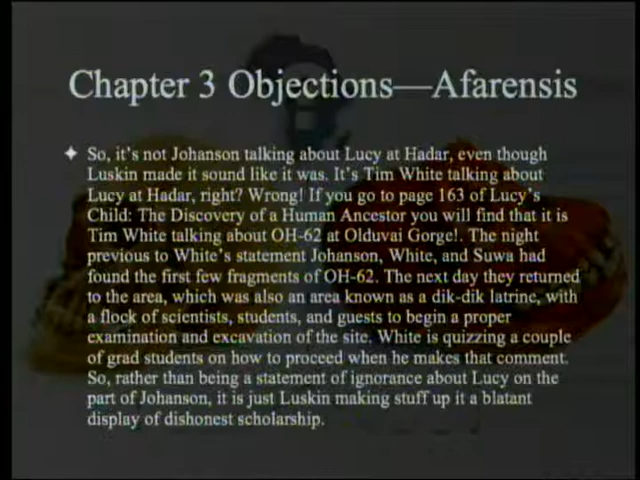 Chapter 3 Objections—Afarensis
So, it's not Johanson talking about Lucy at Hadar, even though
Luskin made it sound like it was. It's Tim White talking about
Lucy at Hadar, right? Wrong! If you go to page 163 of Lucy's
Child: The Discovery of a Human Ancestor you will find that it is
Tim White talking about OH-62 at Olduvai Gorge!. The night
previous to White's statement Johanson, White, and Suwa had
found the first few fragments of OH-62. The next day they returned
to the area, which was also an area known as a dik-dik latrine, with
a flock of scientists, students, and guests to begin a proper
examination and excavation of the site. White is quizzing a couple
of grad students on how to proceed when he makes that comment.
So, rather than being a statement of ignorance about Lucy on the
part of Johanson, it is just Luskin making stuff up it a blatant
display of dishonest scholarship.